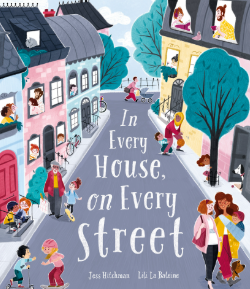 In
Every
House,
on Every
Street
Jess Hitchman
Lili La Baleine